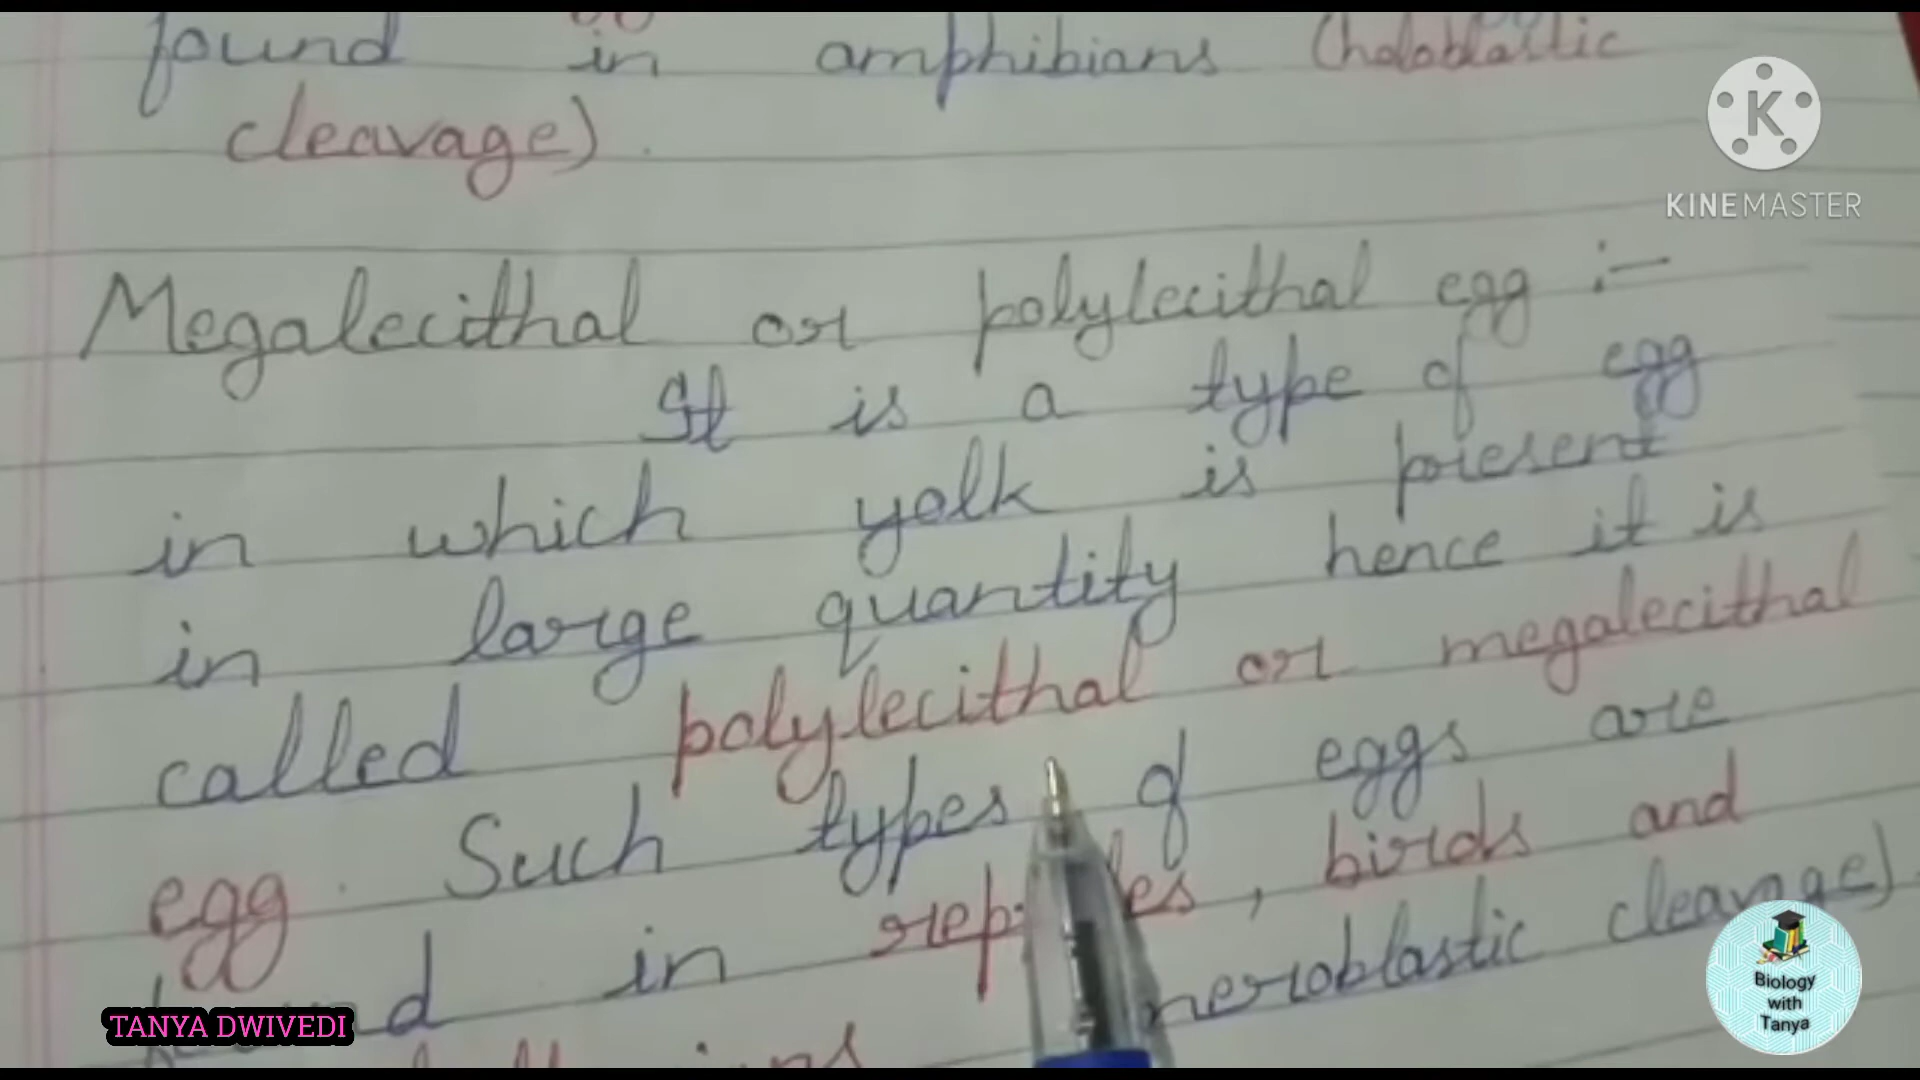 found in amphibians (holoblastic
cleavage).
Megalecithal or polylecithal egg :-
It is a type of egg
in which yolk is present
in large quantity hence it is
called polylecithal or megalecithal
egg. Such types of eggs are
found in reptiles, birds and
meroblastic cleavage)
KINEMASTER
Biology
with
Tanya
TANYA DWIVEDI